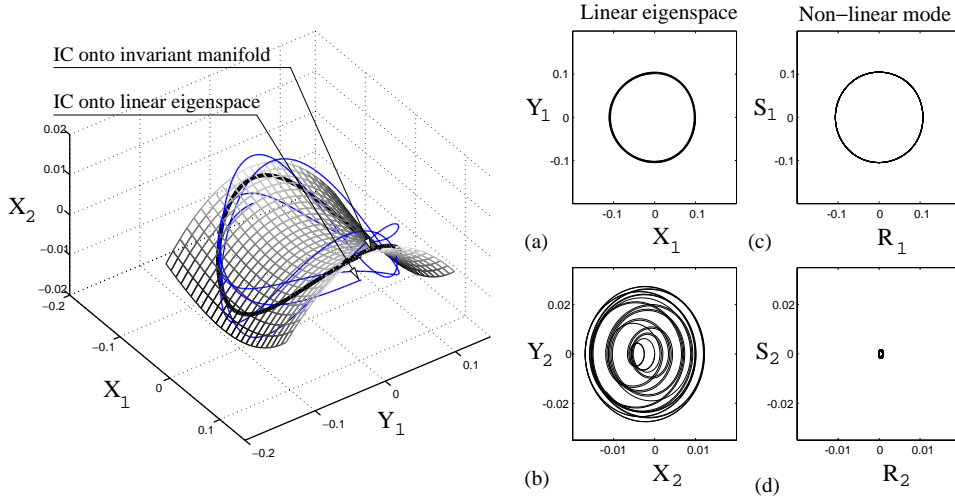 IC onto invariant manifold
IC onto linear eigenspace
0.02
0.01
0
−0.01
−0.02
X2
−0.2
−0.1
0
0.1
0.2
X1
−0.2
−0.1
0
0.1
Y1
Linear eigenspace
0.1
0
-0.1
Y1
-0.1 0 0.1
(a)
X1
Non−linear mode
0.1
0
-0.1
S1
-0.1 0 0.1
(c)
R1
0.02
0
-0.02
Y2
-0.01 0 0.01
(b)
X2
0.02
0
-0.02
S2
-0.01 0 0.01
(d)
R2